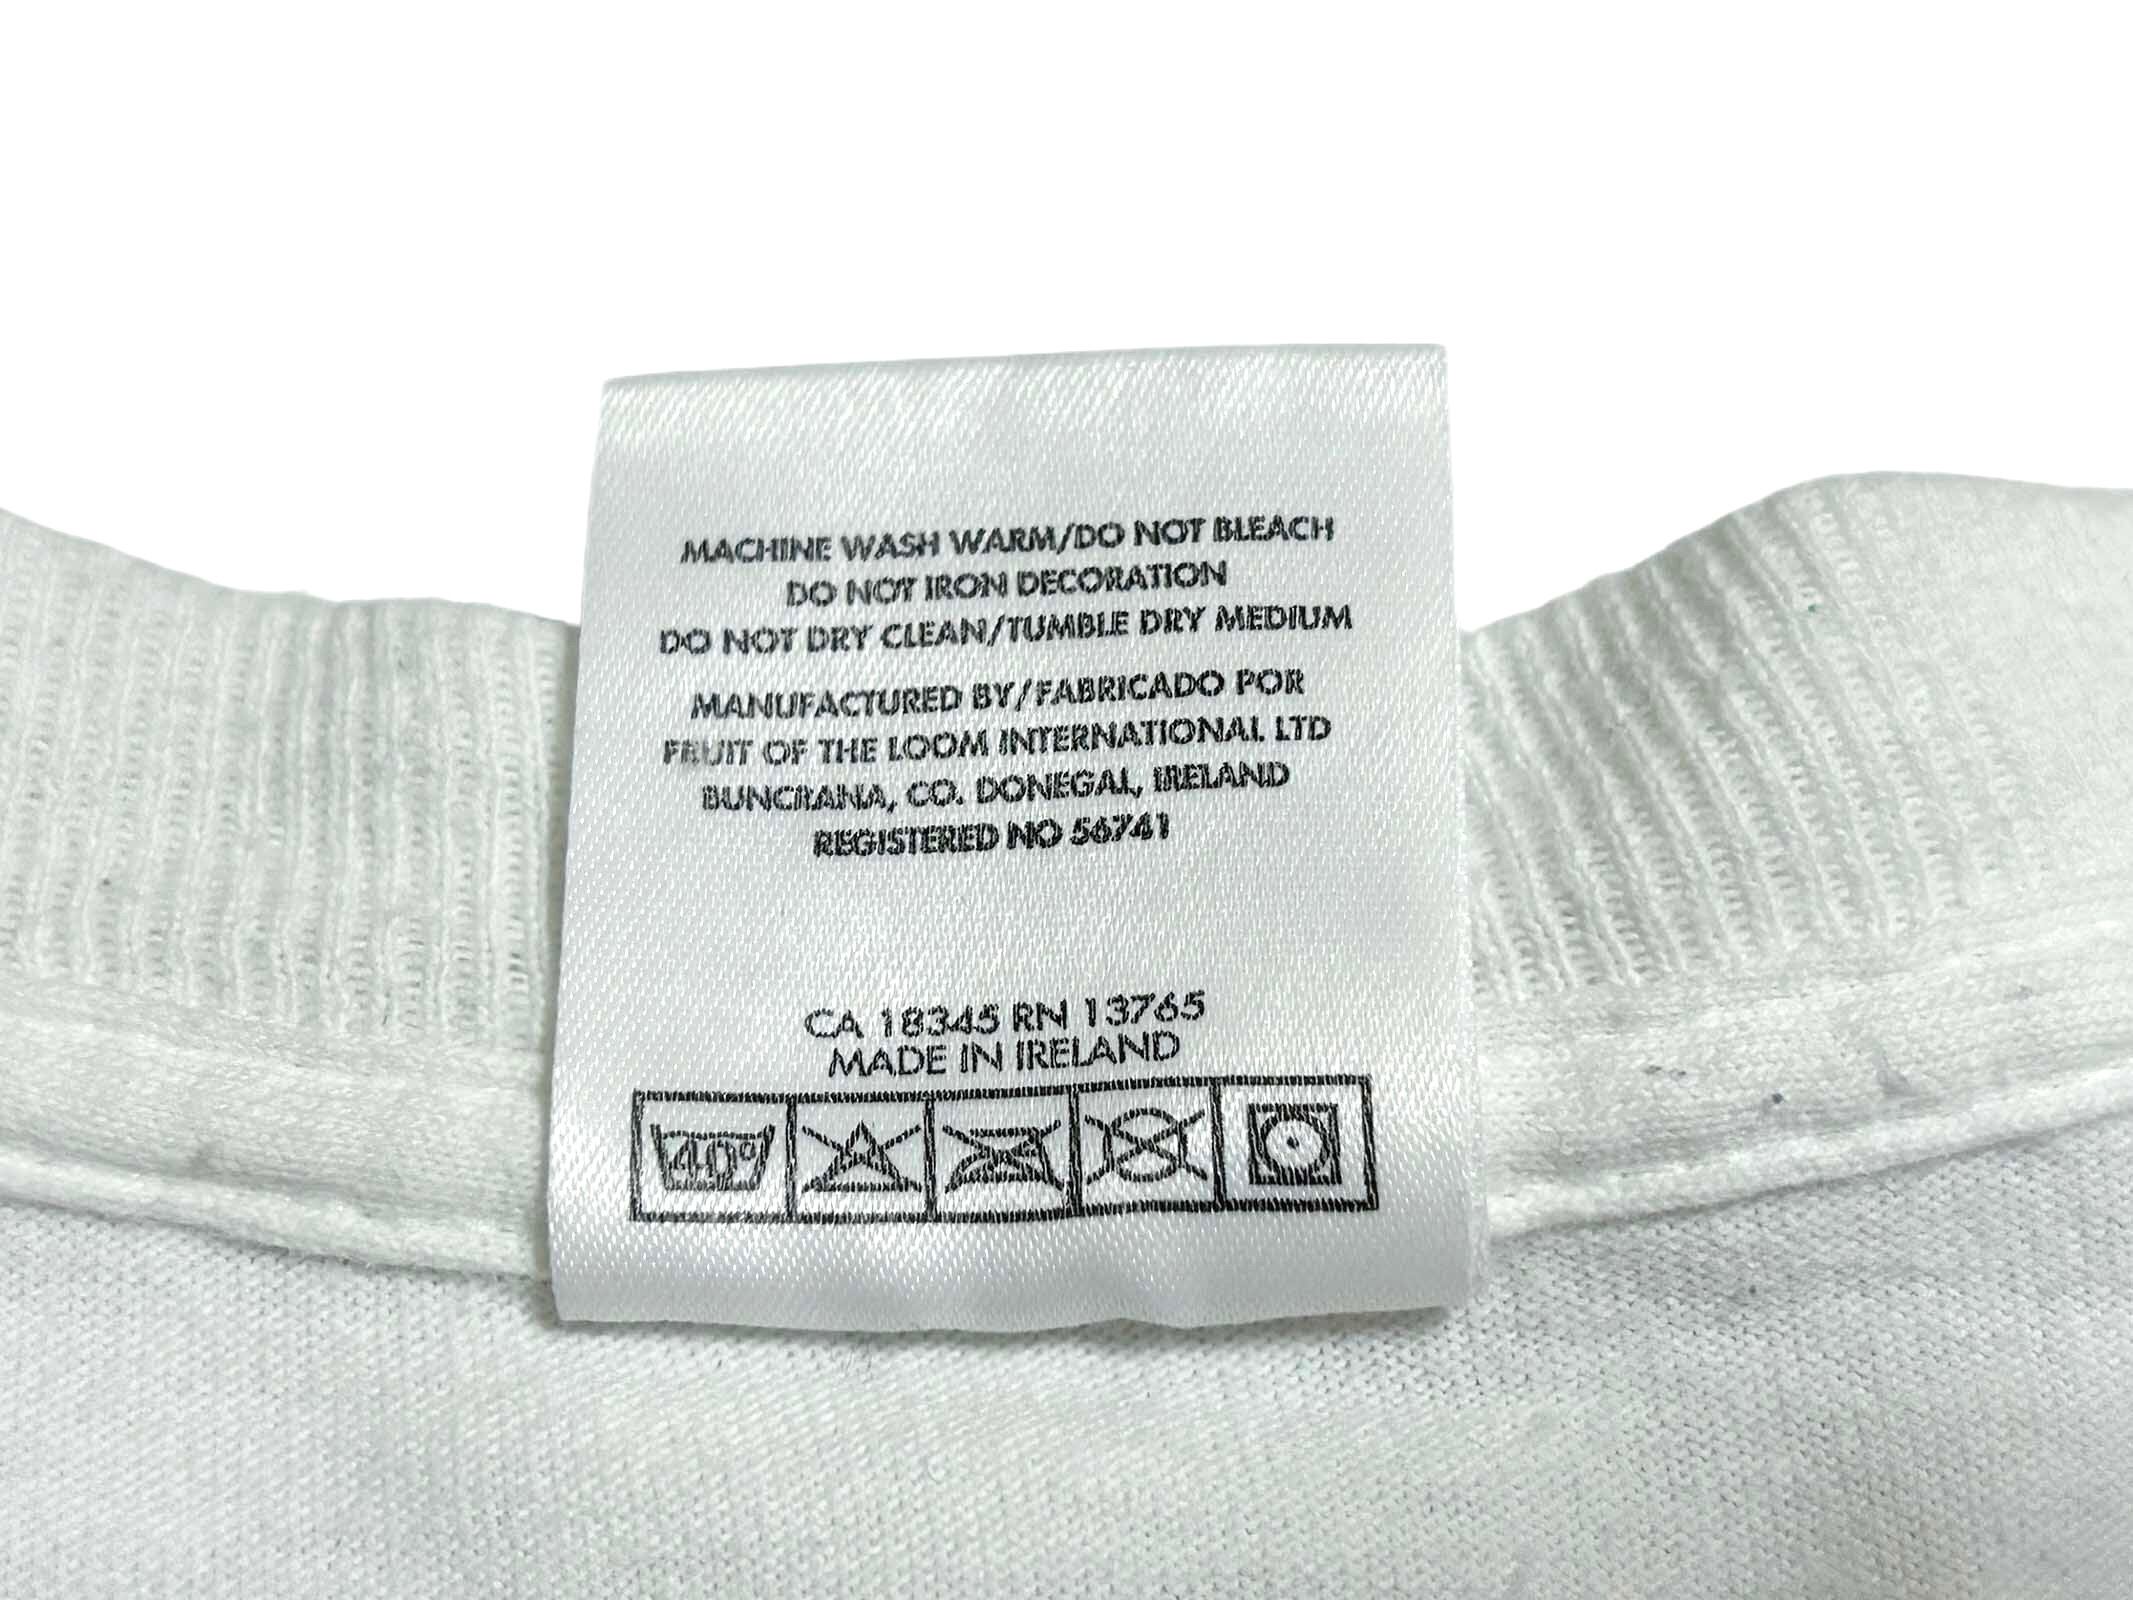 MACHINE WASH WARM/DO NOT BLEACH
DO NOT IRON DECORATION
DO NOT DRY CLEAN/TUMBLE DRY MEDIUM
MANUFACTURED BY/FABRICADO POR
FRUIT OF THE LOOM INTERNATIONAL LTD
BUNCRANA, CO. DONEGAL, IRELAND
REGISTERED NO 56741
CA 18345 RN 13765
MADE IN IRELAND
40°